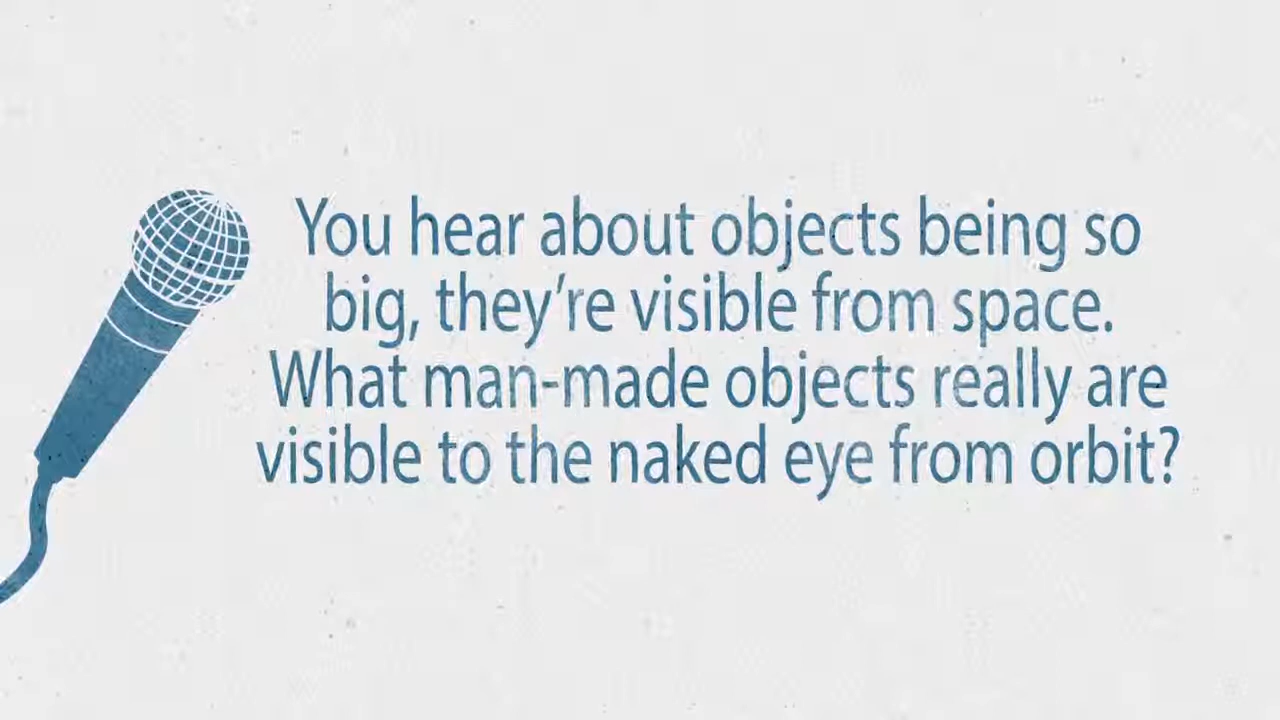 You hear about objects being so
big, they’re visible from space.
What man-made objects really are
visible to the naked eye from orbit?